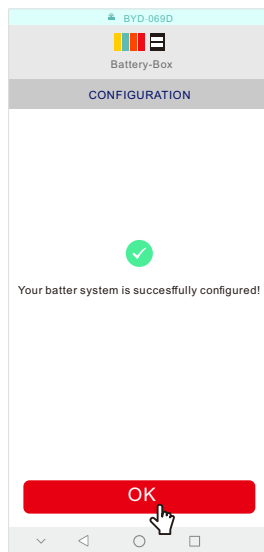 BYD-069D
Battery-Box
CONFIGURATION
Your batter system is succesffully configured!
OK